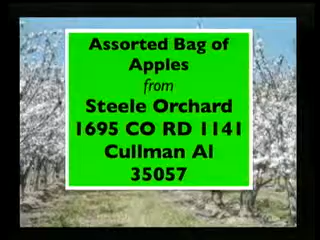 Assorted Bag of
Apples
from
Steele Orchard
1695 CO RD 1141
Cullman Al
35057